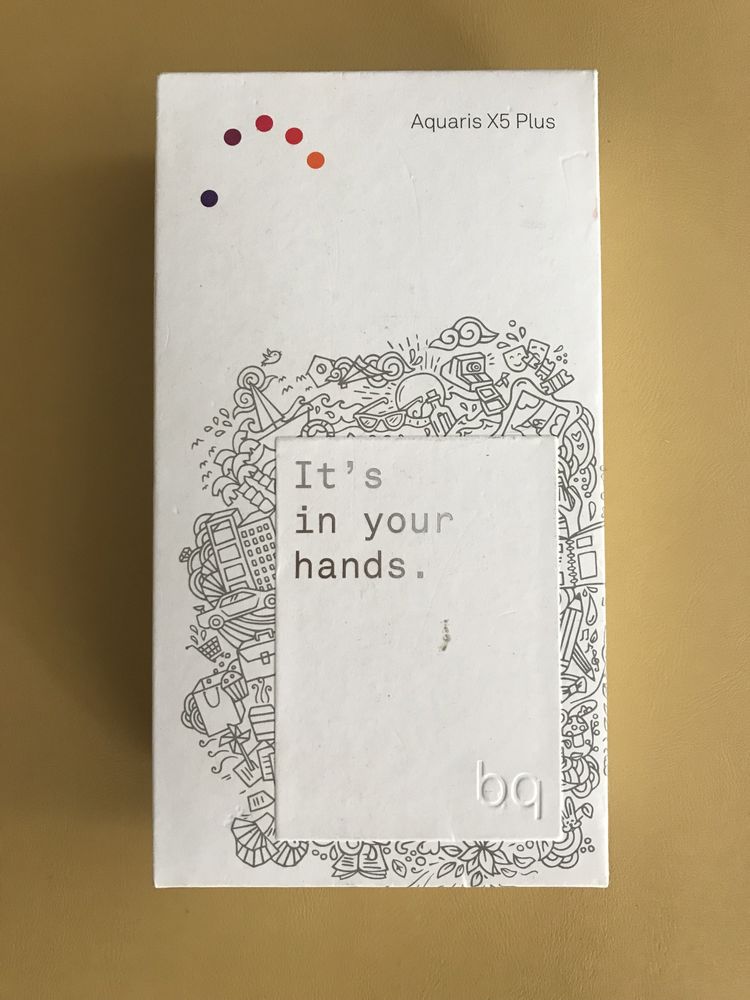 Aquaris X5 Plus
It's
in your
hands.
bq